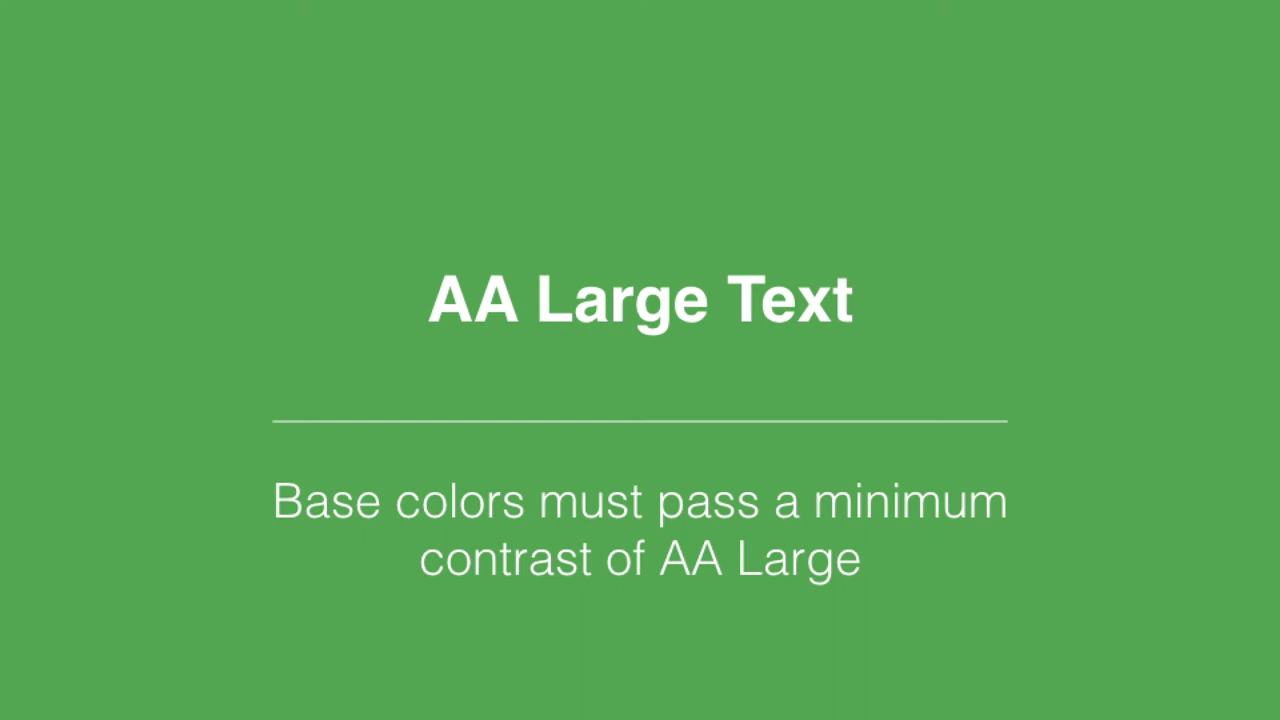 AA Large Text
Base colors must pass a minimum
contrast of AA Large